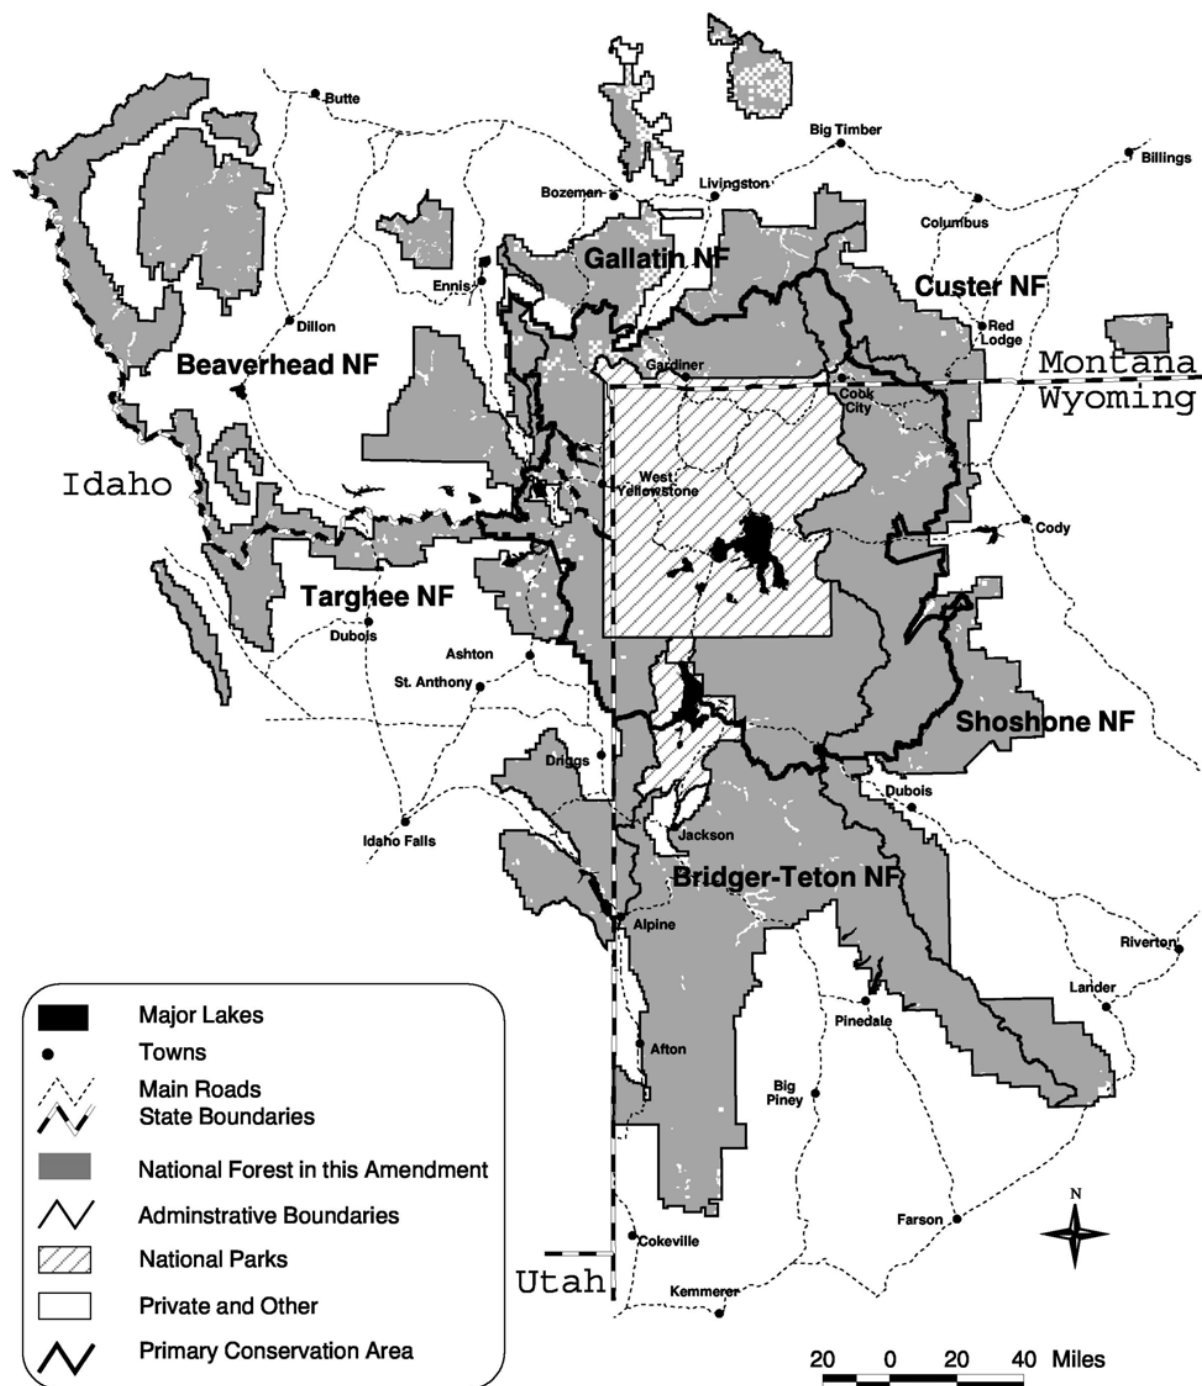 Butte
Big Timber
Billings
Bozeman
Livingston
Columbus
Gallatin NF
Custer NF
Ennis
Dillon
Red
Lodge
Beaverhead NF
Gardiner
Montana
Cook
City
Wyoming
Idaho
West
Yellowstone
Cody
Targhee NF
Dubois
Ashton
St. Anthony
Shoshone NF
Driggs
Dubois
Idaho Falls
Jackson
Bridger-Teton NF
Alpine
Riverton
Lander
Pinedale
Afton
Big
Piney
Farson
Cokeville
Utah
Kemmerer
N
Major Lakes
Towns
Main Roads
State Boundaries
National Forest in this Amendment
Adminstrative Boundaries
National Parks
Private and Other
Primary Conservation Area
20 0 20 40 Miles